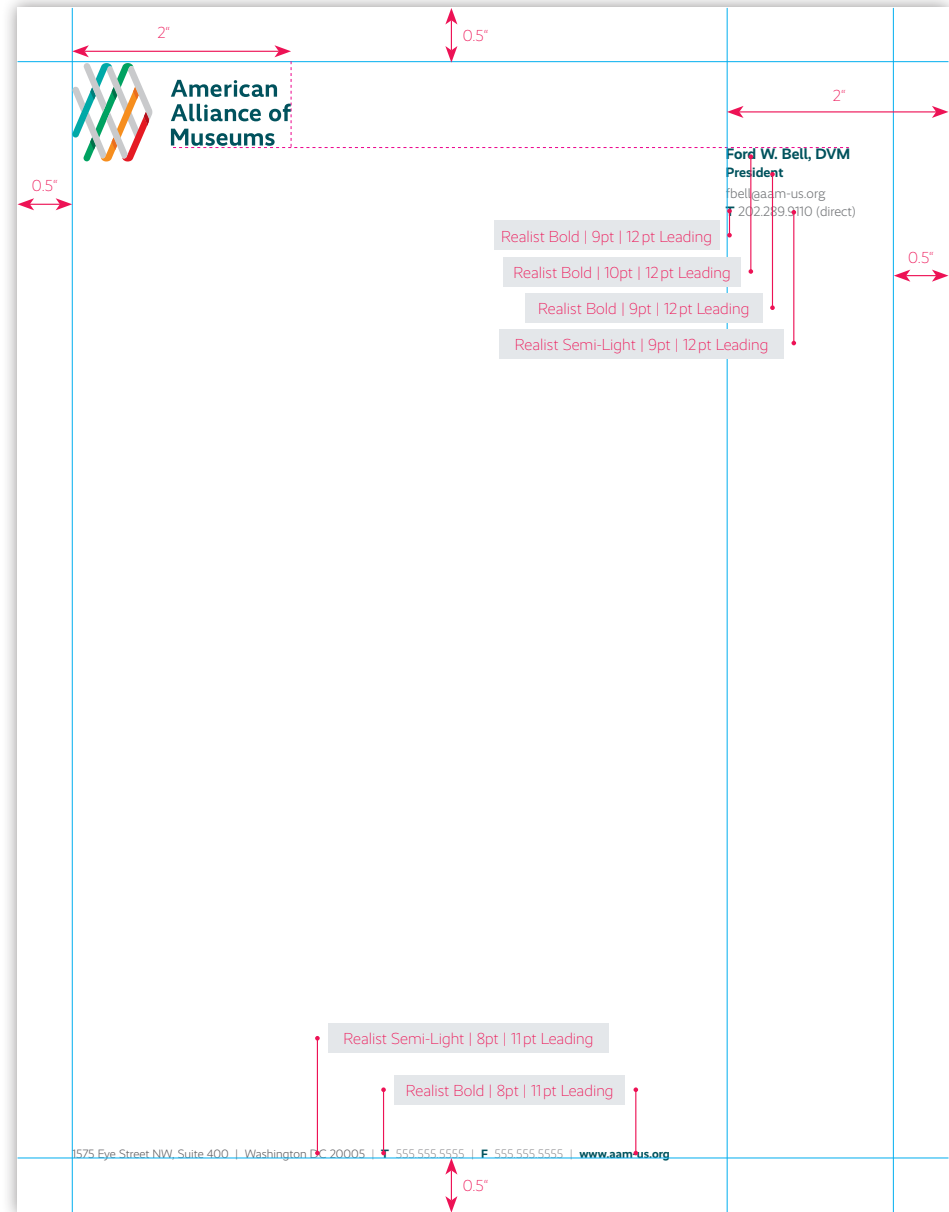 2"
0.5"
American
Alliance of
Museums
2"
Ford W. Bell, DVM
President
fbell@aam-us.org
T 202.289.9110 (direct)
0.5"
0.5"
Realist Bold | 9pt | 12pt Leading
Realist Bold | 10pt | 12pt Leading
Realist Bold | 9pt | 12pt Leading
Realist Semi-Light | 9pt | 12pt Leading
Realist Semi-Light | 8pt | 11pt Leading
Realist Bold | 8pt | 11pt Leading
1575 Eye Street NW, Suite 400 | Washington DC 20005 | T 555.555.5555 | F 555.555.5555 | www.aam-us.org
0.5"